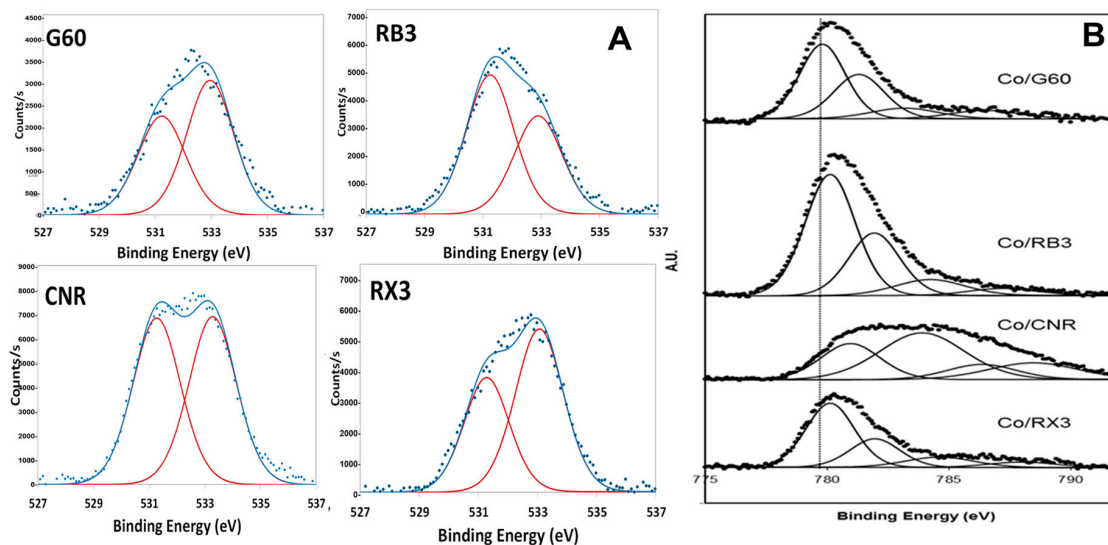 G60
4500
4000
3500
3000
2500
2000
1500
1000
500
0
Counts/s
527 529 531 533 535 537
Binding Energy (eV)
RB3
A
7000
6000
5000
4000
3000
2000
1000
0
Counts/s
527 529 531 533 535 537
Binding Energy (eV)
CNR
9000
8000
7000
6000
5000
4000
3000
2000
1000
0
Counts/s
527 529 531 533 535 537 ,
Binding Energy (eV)
RX3
7000
6000
5000
4000
3000
2000
1000
0
Counts/s
527 529 531 533 535 537
Binding Energy (eV)
B
Co/G60
Co/RB3
Co/CNR
Co/RX3
A.U.
775 780 785 790
Binding Energy (eV)